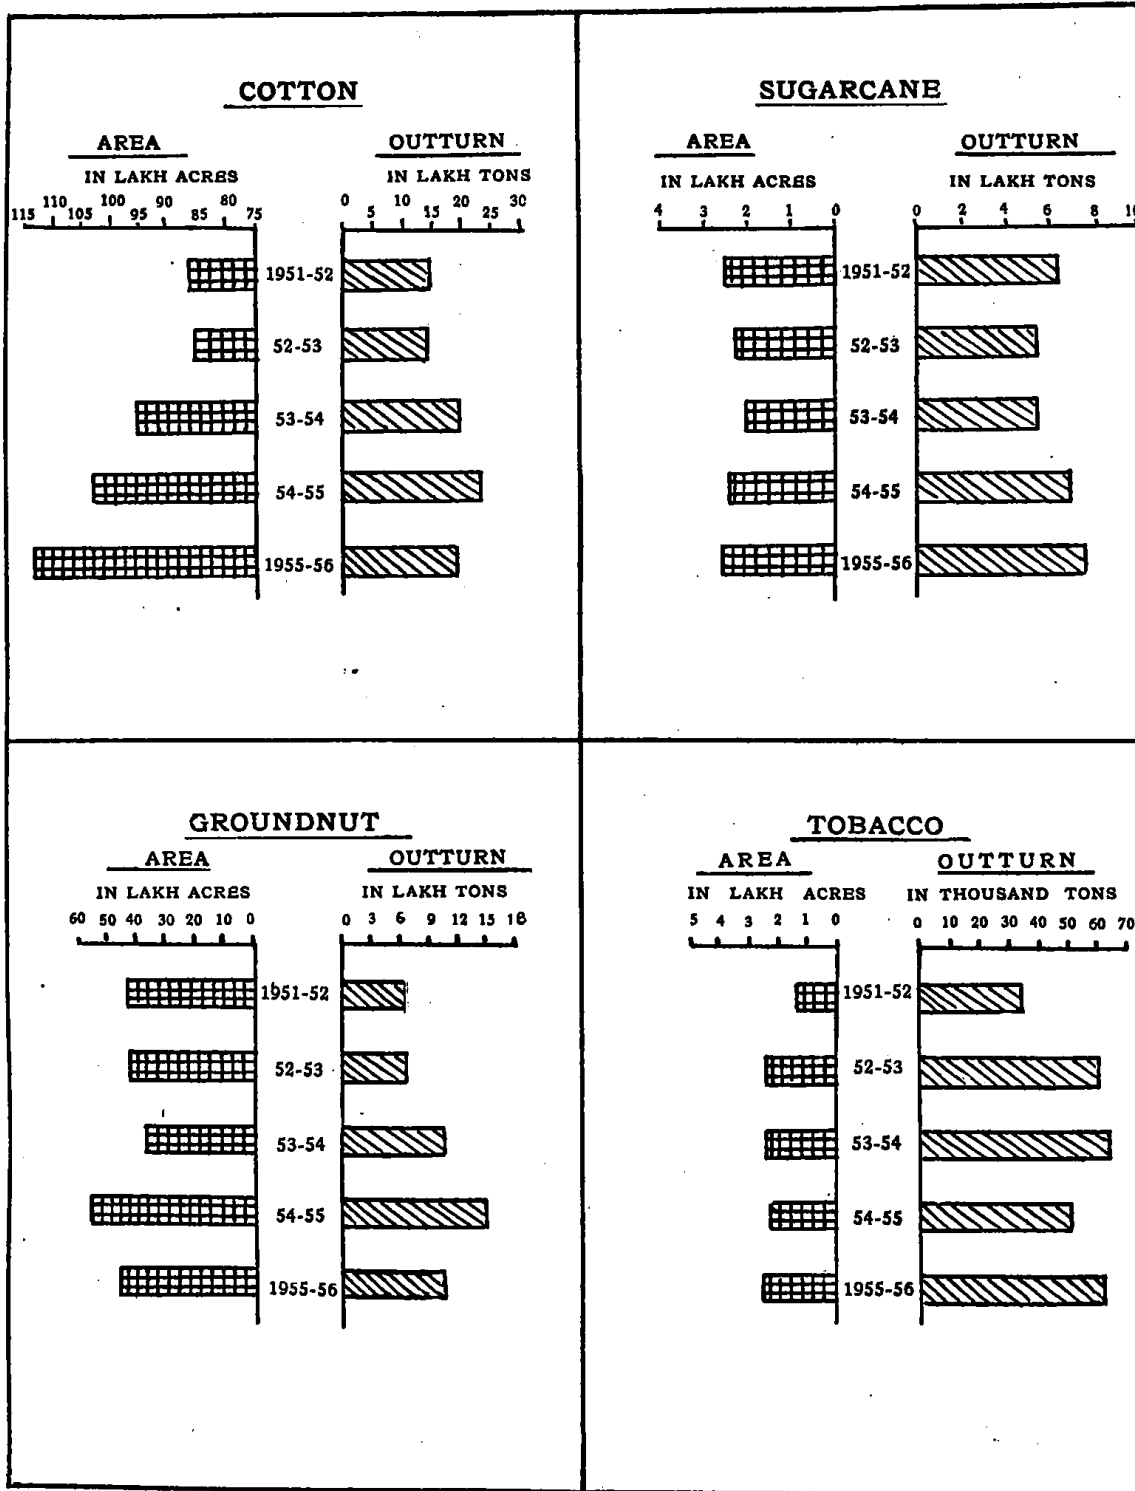 COTTON
AREA OUTTURN
IN LAKH ACRES IN LAKH TONS
110 100 90 80
115 105 95 85 75
0 10 20 30
5 15 25
1951-52
52-53
53-54
54-55
1955-56
SUGARCANE
AREA OUTTURN
IN LAKH ACRES IN LAKH TONS
4 3 2 1 0 0 2 4 6 8 10
1951-52
52-53
53-54
54-55
1955-56
GROUNDNUT
AREA OUTTURN
IN LAKH ACRES IN LAKH TONS
60 50 40 30 20 10 0 0 3 6 9 12 15 18
1951-52
52-53
53-54
54-55
1955-56
TOBACCO
AREA OUTTURN
IN LAKH ACRES IN THOUSAND TONS
5 4 3 2 1 0 0 10 20 30 40 50 60 70
1951-52
52-53
53-54
54-55
1955-56